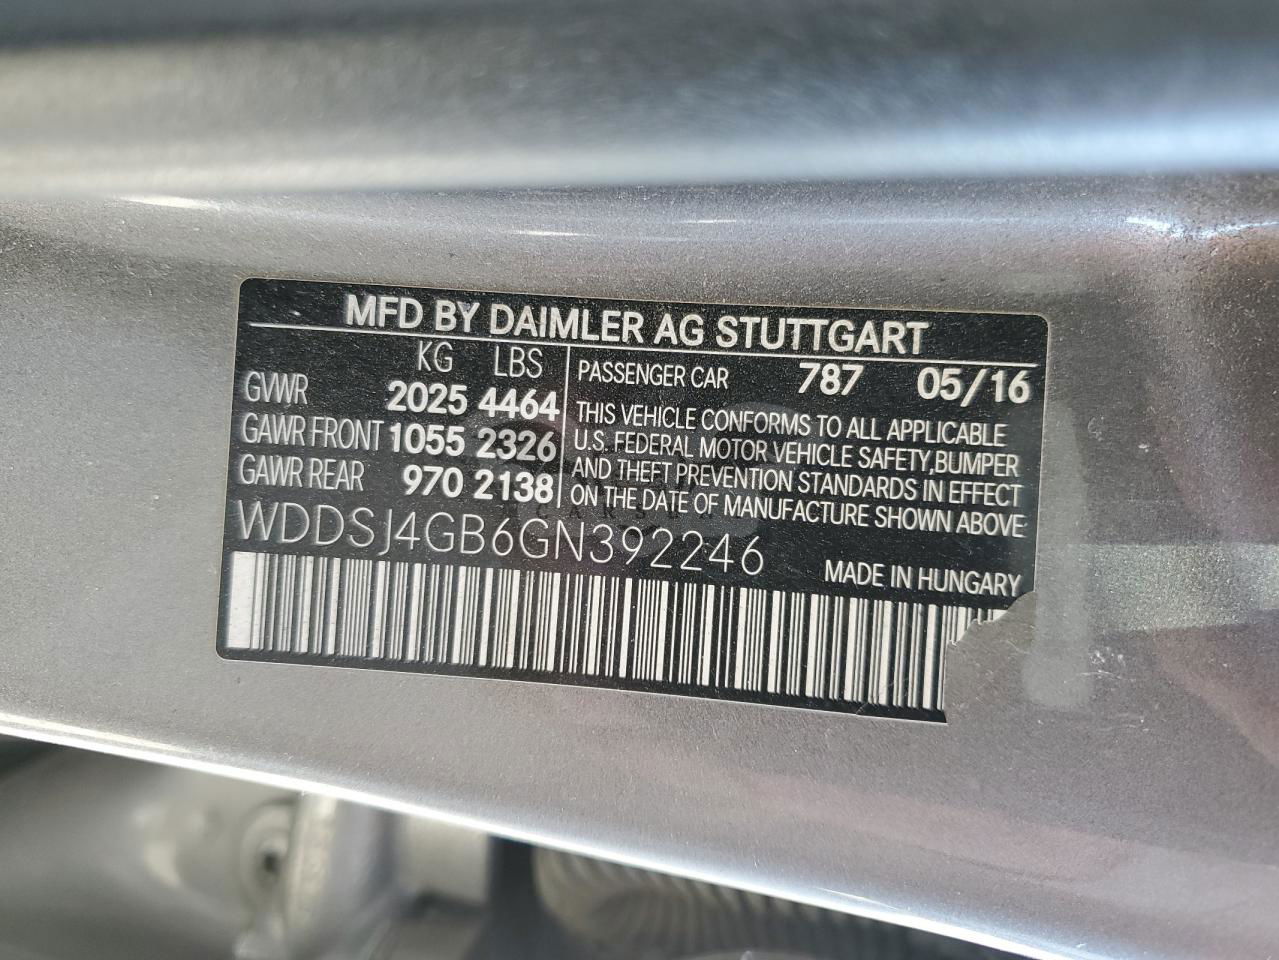 MFD BY DAIMLER AG STUTTGART
KG LBS
GVWR 2025 4464
GAWR FRONT 1055 2326
GAWR REAR 970 2138
PASSENGER CAR 787 05/16
THIS VEHICLE CONFORMS TO ALL APPLICABLE
U.S. FEDERAL MOTOR VEHICLE SAFETY,BUMPER
AND THEFT PREVENTION STANDARDS IN EFFECT
ON THE DATE OF MANUFACTURE SHOWN ABOVE
WDDSJ4GB6GN392246
MADE IN HUNGARY